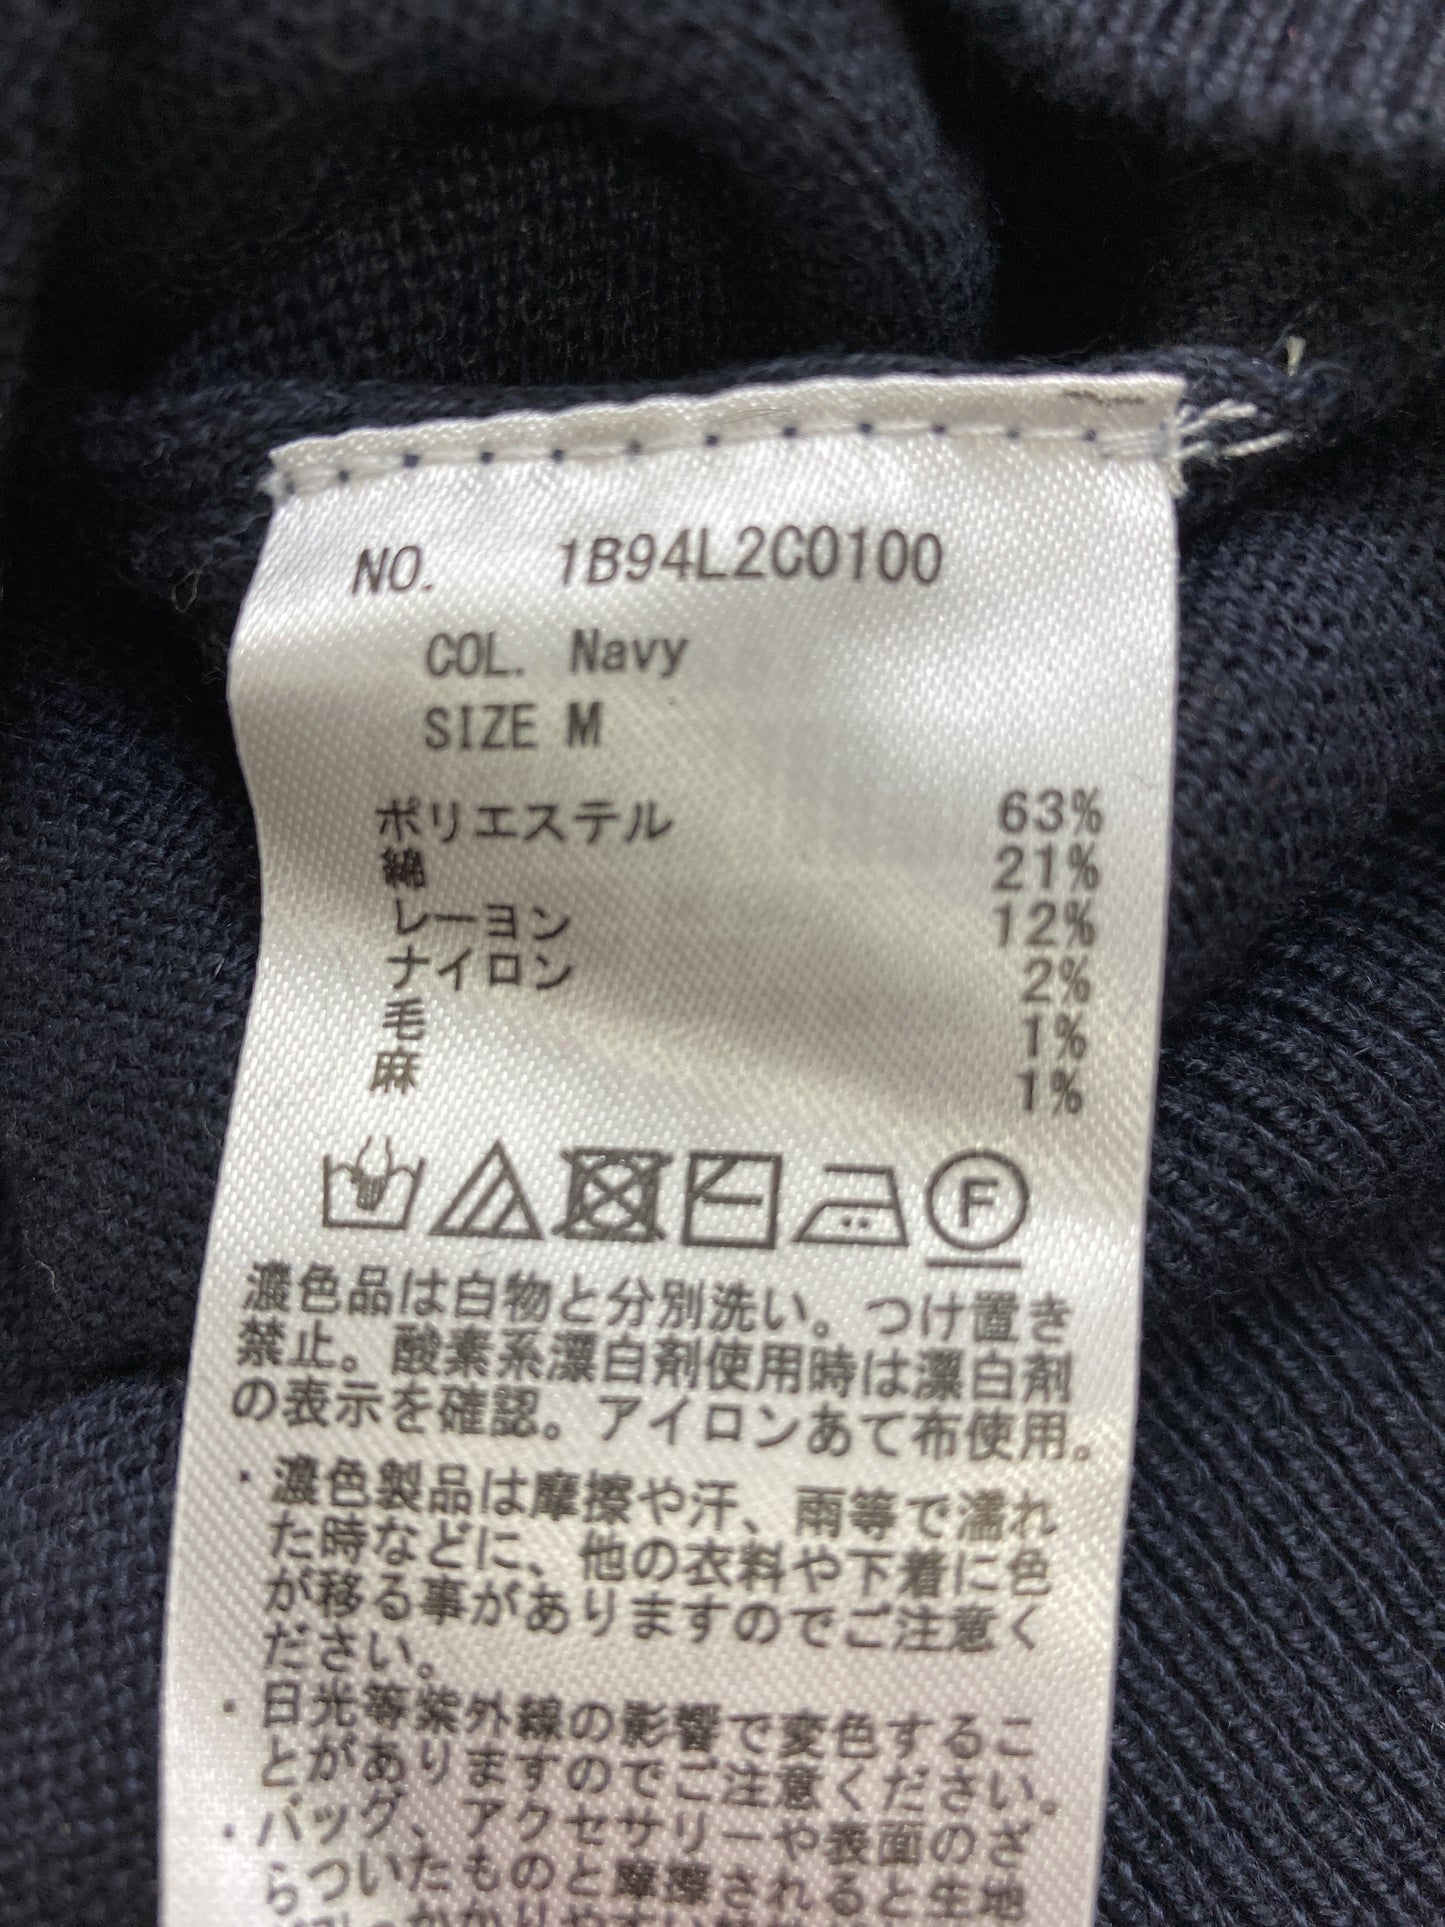 NO. 1B94L2C0100
COL. Navy
SIZE M
ポリエステル 63%
綿 21%
レーヨン 12%
ナイロン 2%
毛 1%
麻 1%
F
濃色品は白物と分別洗い。つけ置き
禁止。酸素系漂白剤使用時は漂白剤
の表示を確認。アイロンあて布使用。
・濃色製品は摩擦や汗、雨等で濡れ
た時などに、他の衣料や下着に色
が移る事がありますのでご注意く
ださい。
・日光等紫外線の影響で変色するこ
とがありますのでご注意ください。
・バッグ、アクセサリーや表面のざ
らついたものと摩擦されると生地